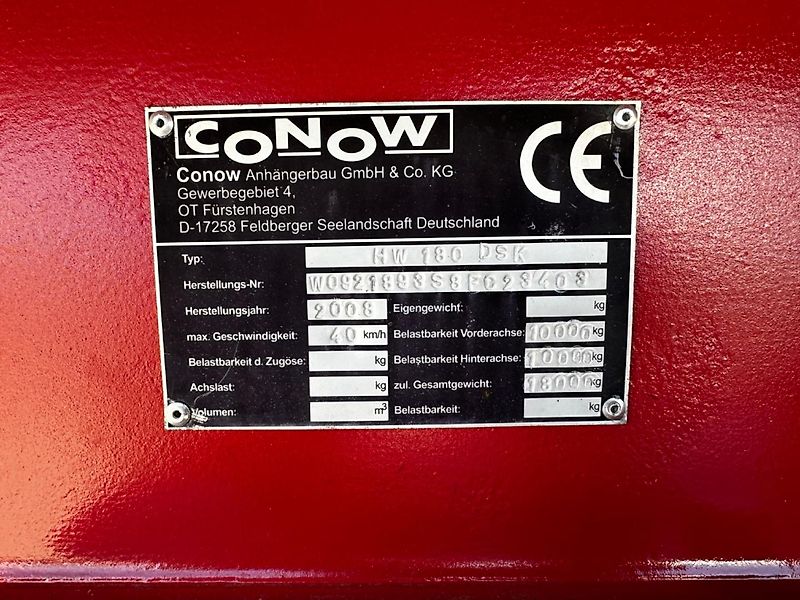 CONOW
CE
Conow Anhängerbau GmbH & Co. KG
Gewerbegebiet 4,
OT Fürstenhagen
D-17258 Feldberger Seelandschaft Deutschland
Typ: HW 180 DSK
Herstellungs-Nr: W0921893S8F023403
Herstellungsjahr: 2008 Eigengewicht: kg
max. Geschwindigkeit: 40 km/h Belastbarkeit Vorderachse: 10000 kg
Belastbarkeit d. Zugöse: kg Belastbarkeit Hinterachse: 10000 kg
Achslast: kg zul. Gesamtgewicht: 18000 kg
Volumen: m³ Belastbarkeit: kg